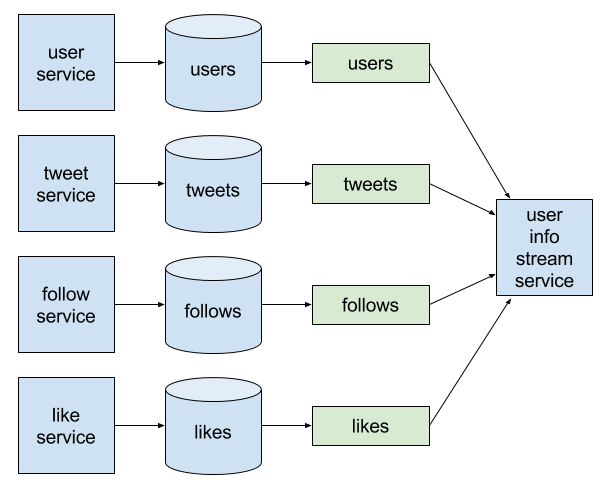 user
service
users
users
tweet
service
tweets
tweets
user
info
stream
service
follow
service
follows
follows
like
service
likes
likes